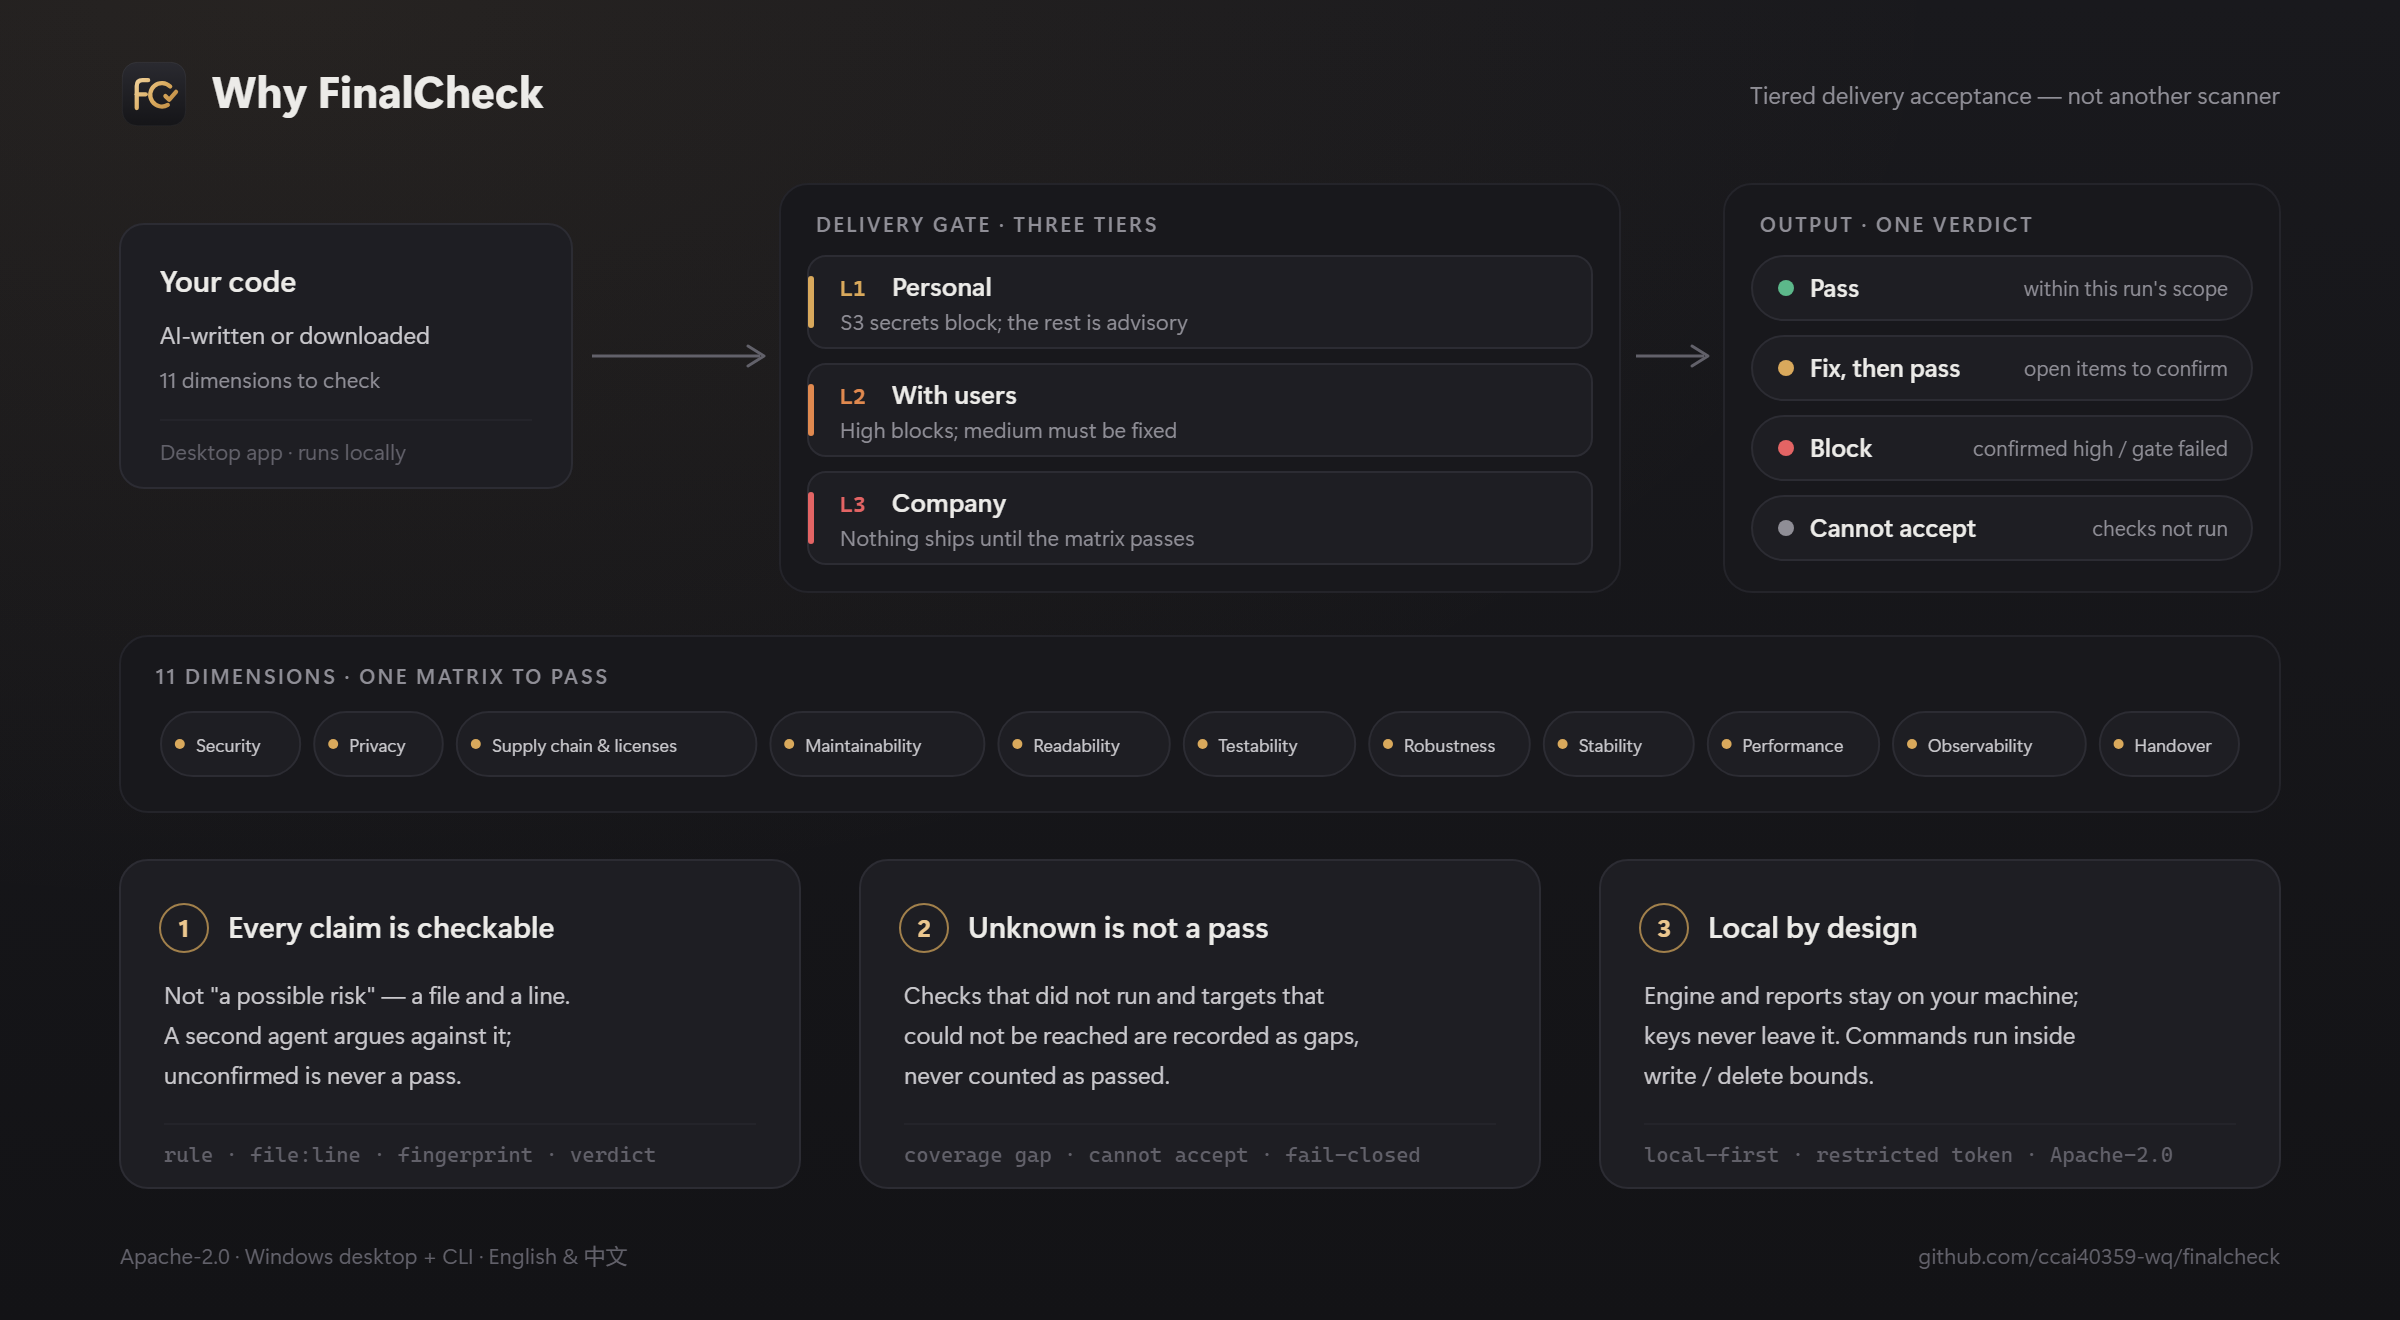 FC
Why FinalCheck
Tiered delivery acceptance — not another scanner
Your code
AI-written or downloaded
11 dimensions to check
Desktop app · runs locally
DELIVERY GATE · THREE TIERS
L1 Personal
S3 secrets block; the rest is advisory
L2 With users
High blocks; medium must be fixed
L3 Company
Nothing ships until the matrix passes
OUTPUT · ONE VERDICT
Pass within this run's scope
Fix, then pass open items to confirm
Block confirmed high / gate failed
Cannot accept checks not run
11 DIMENSIONS · ONE MATRIX TO PASS
Security Privacy Supply chain & licenses Maintainability Readability Testability Robustness Stability Performance Observability Handover
1 Every claim is checkable
Not "a possible risk" — a file and a line.
A second agent argues against it;
unconfirmed is never a pass.
rule · file:line · fingerprint · verdict
2 Unknown is not a pass
Checks that did not run and targets that
could not be reached are recorded as gaps,
never counted as passed.
coverage gap · cannot accept · fail-closed
3 Local by design
Engine and reports stay on your machine;
keys never leave it. Commands run inside
write / delete bounds.
local-first · restricted token · Apache-2.0
Apache-2.0 · Windows desktop + CLI · English & 中文
github.com/ccai40359-wq/finalcheck